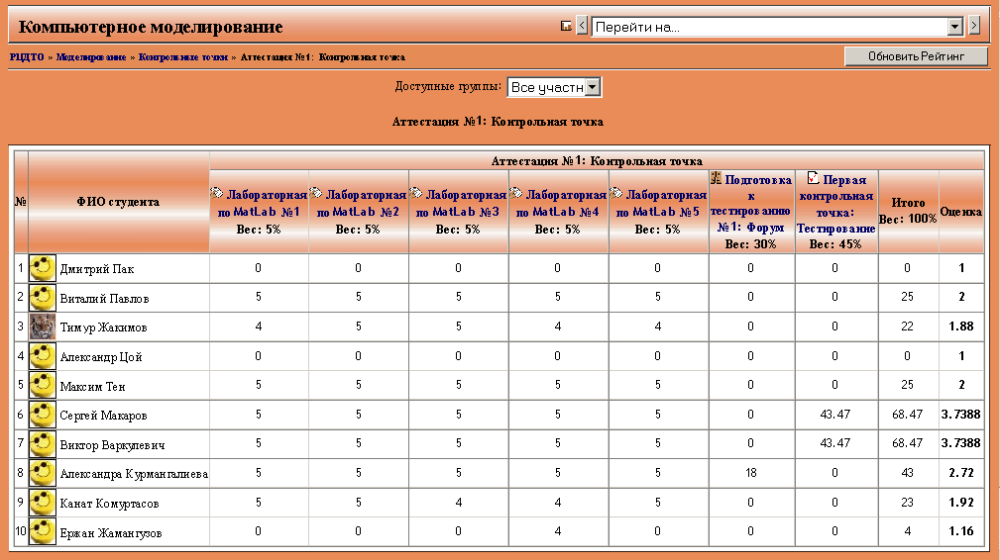 Компьютерное моделирование
Перейти на...
РЦДТО » Моделирование » Контрольные точки » Аттестация №1: Контрольная точка
Обновить Рейтинг
Доступные группы: Все участн
Аттестация №1: Контрольная точка
№ ФИО студента Аттестация №1: Контрольная точка
Лабораторная по MatLab №1 Вес: 5%
Лабораторная по MatLab №2 Вес: 5%
Лабораторная по MatLab №3 Вес: 5%
Лабораторная по MatLab №4 Вес: 5%
Лабораторная по MatLab №5 Вес: 5%
Подготовка к тестированию №1: Форум Вес: 30%
Первая контрольная точка: Тестирование Вес: 45%
Итого Вес: 100%
Оценка
1 Дмитрий Пак 0 0 0 0 0 0 0 0 1
2 Виталий Павлов 5 5 5 5 5 0 0 25 2
3 Тимур Жакимов 4 5 5 4 4 0 0 22 1.88
4 Александр Цой 0 0 0 0 0 0 0 0 1
5 Максим Тен 5 5 5 5 5 0 0 25 2
6 Сергей Макаров 5 5 5 5 5 0 43.47 68.47 3.7388
7 Виктор Варкулевич 5 5 5 5 5 0 43.47 68.47 3.7388
8 Александра Курмангалиева 5 5 5 5 5 18 0 43 2.72
9 Канат Комуртасов 5 5 4 4 5 0 0 23 1.92
10 Ержан Жамангузов 0 0 0 4 0 0 0 4 1.16